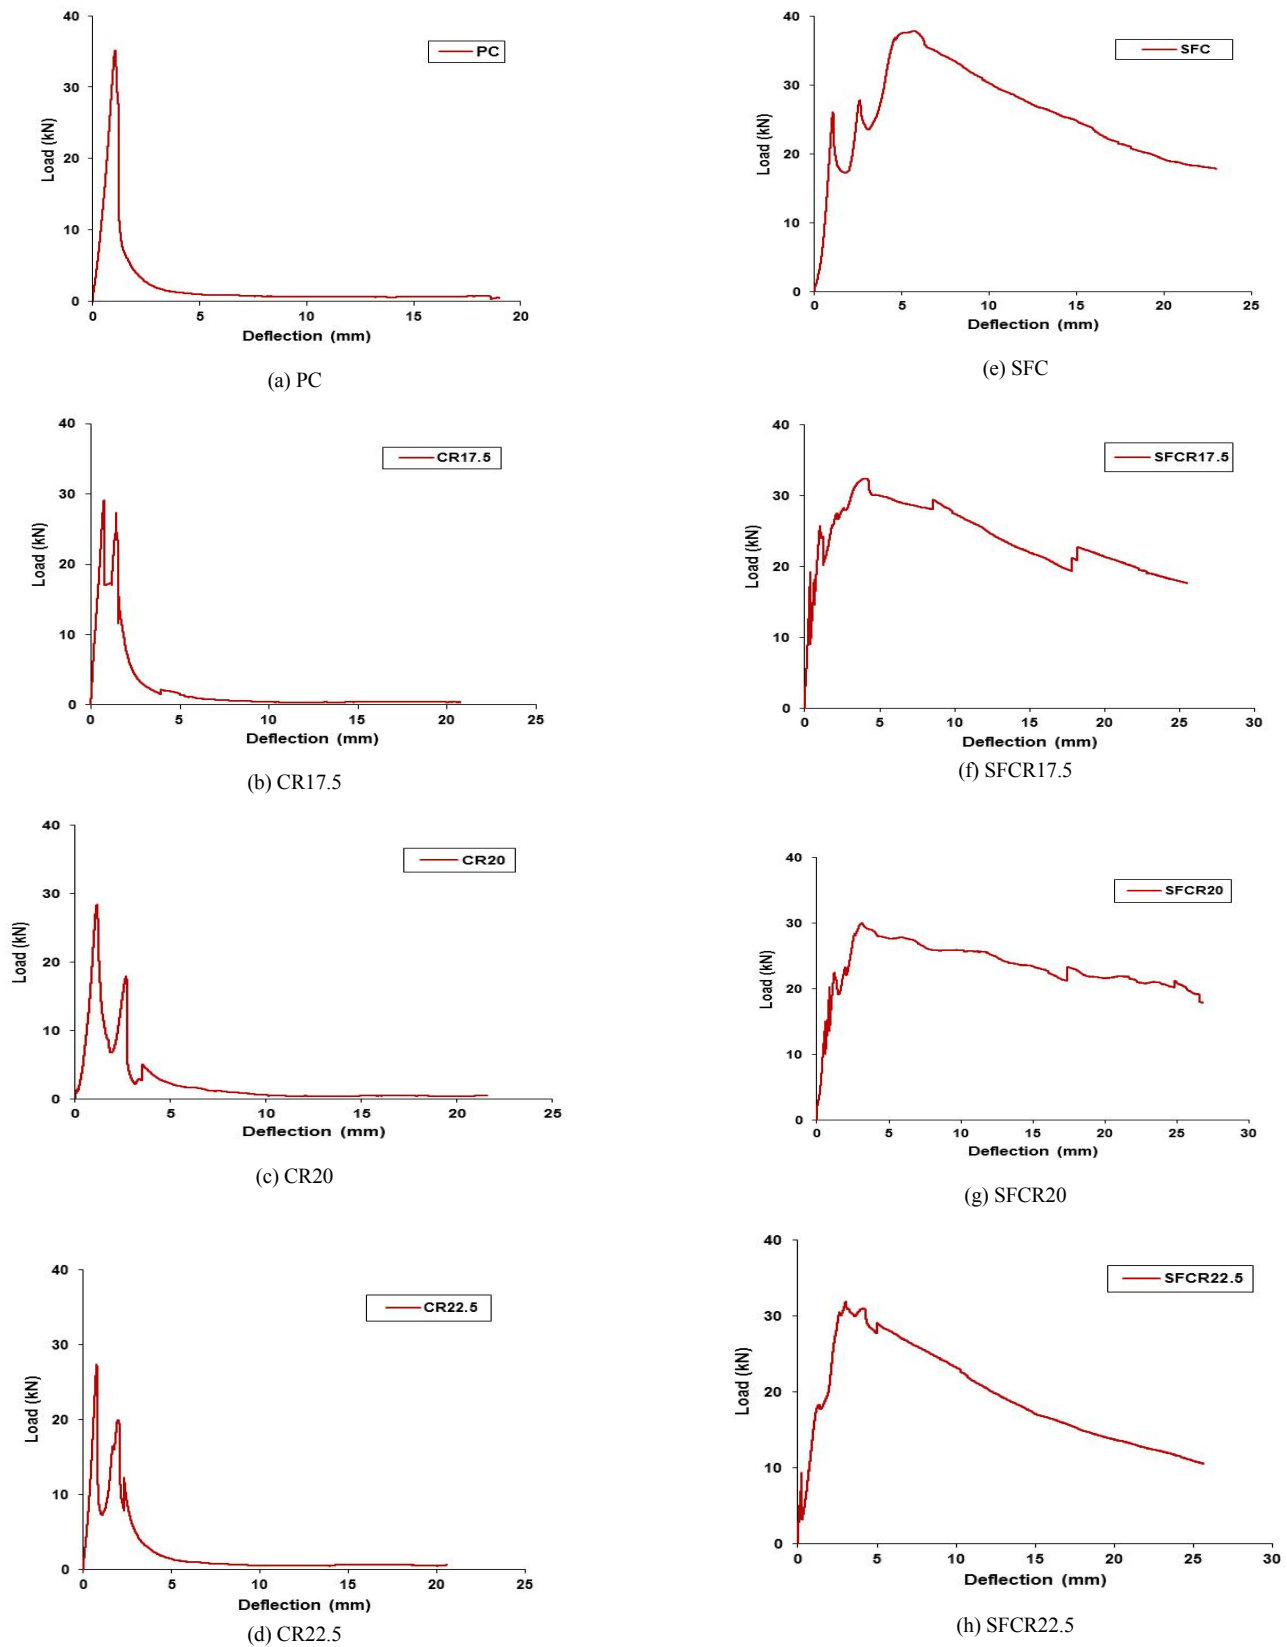 40
30
20
10
0
Load (kN)
PC
0 5 10 15 20
Deflection (mm)
(a) PC
40
30
20
10
0
Load (kN)
SFC
0 5 10 15 20 25
Deflection (mm)
(e) SFC
40
30
20
10
0
Load (kN)
CR17.5
0 5 10 15 20 25
Deflection (mm)
(b) CR17.5
40
30
20
10
0
Load (kN)
SFCR17.5
0 5 10 15 20 25 30
Deflection (mm)
(f) SFCR17.5
40
30
20
10
0
Load (kN)
CR20
0 5 10 15 20 25
Deflection (mm)
(c) CR20
40
30
20
10
0
Load (kN)
SFCR20
0 5 10 15 20 25 30
Deflection (mm)
(g) SFCR20
40
30
20
10
0
Load (kN)
CR22.5
0 5 10 15 20 25
Deflection (mm)
(d) CR22.5
40
30
20
10
0
Load (kN)
SFCR22.5
0 5 10 15 20 25 30
Deflection (mm)
(h) SFCR22.5